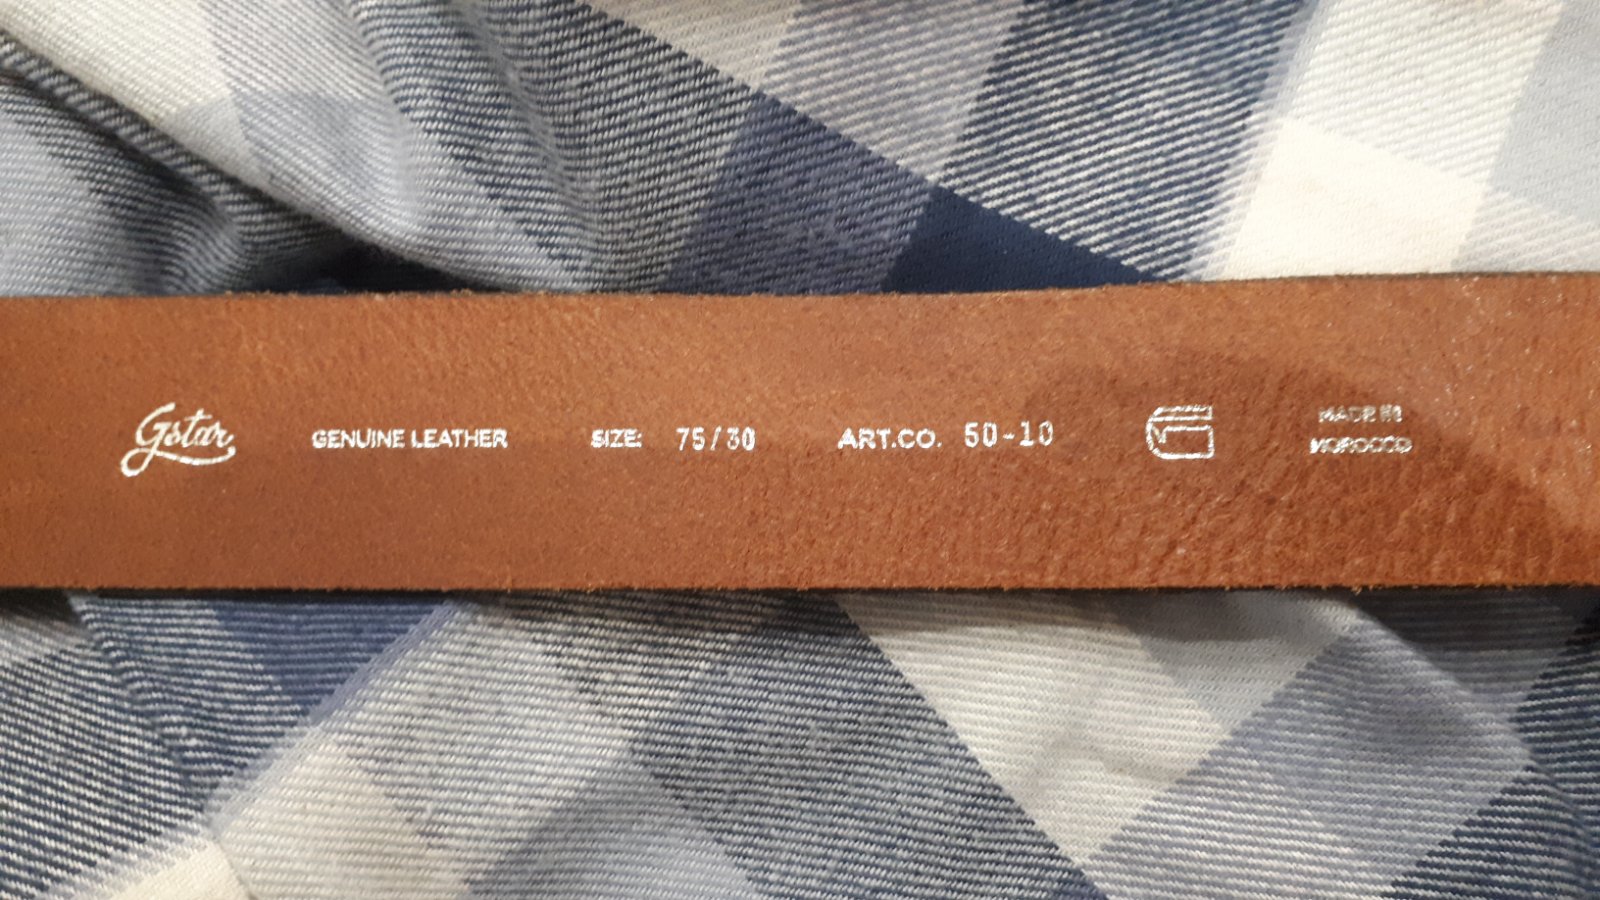 Gstar GENUINE LEATHER SIZE: 75/30 ART.CO. 50-10 MADE IN
MOROCCO